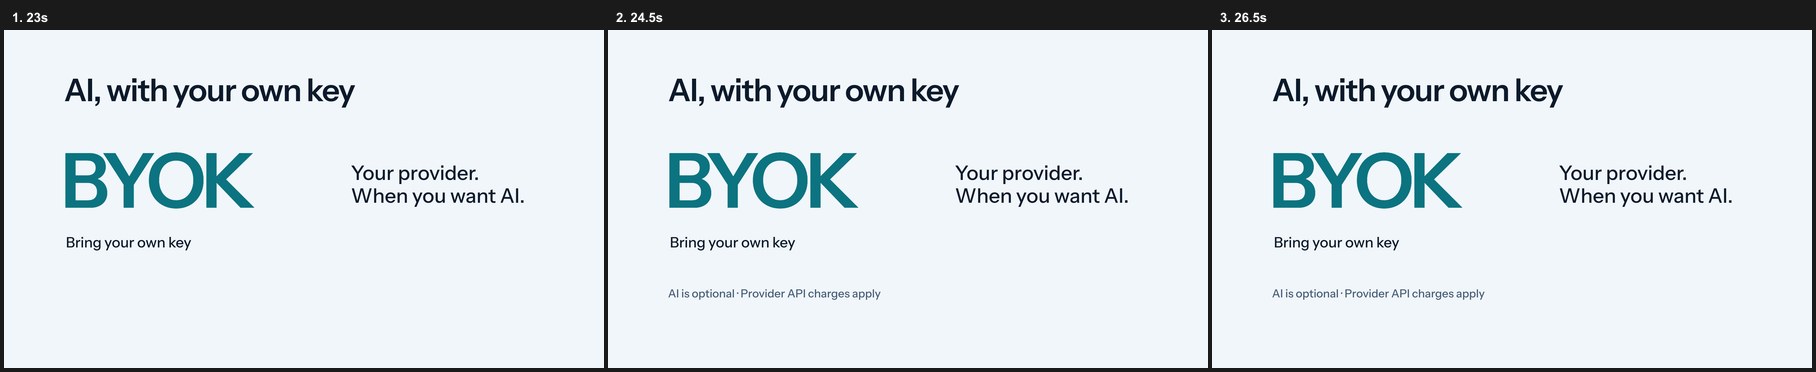 1. 23s
AI, with your own key
BYOK
Your provider.
When you want AI.
Bring your own key
2. 24.5s
AI, with your own key
BYOK
Your provider.
When you want AI.
Bring your own key
AI is optional · Provider API charges apply
3. 26.5s
AI, with your own key
BYOK
Your provider.
When you want AI.
Bring your own key
AI is optional · Provider API charges apply